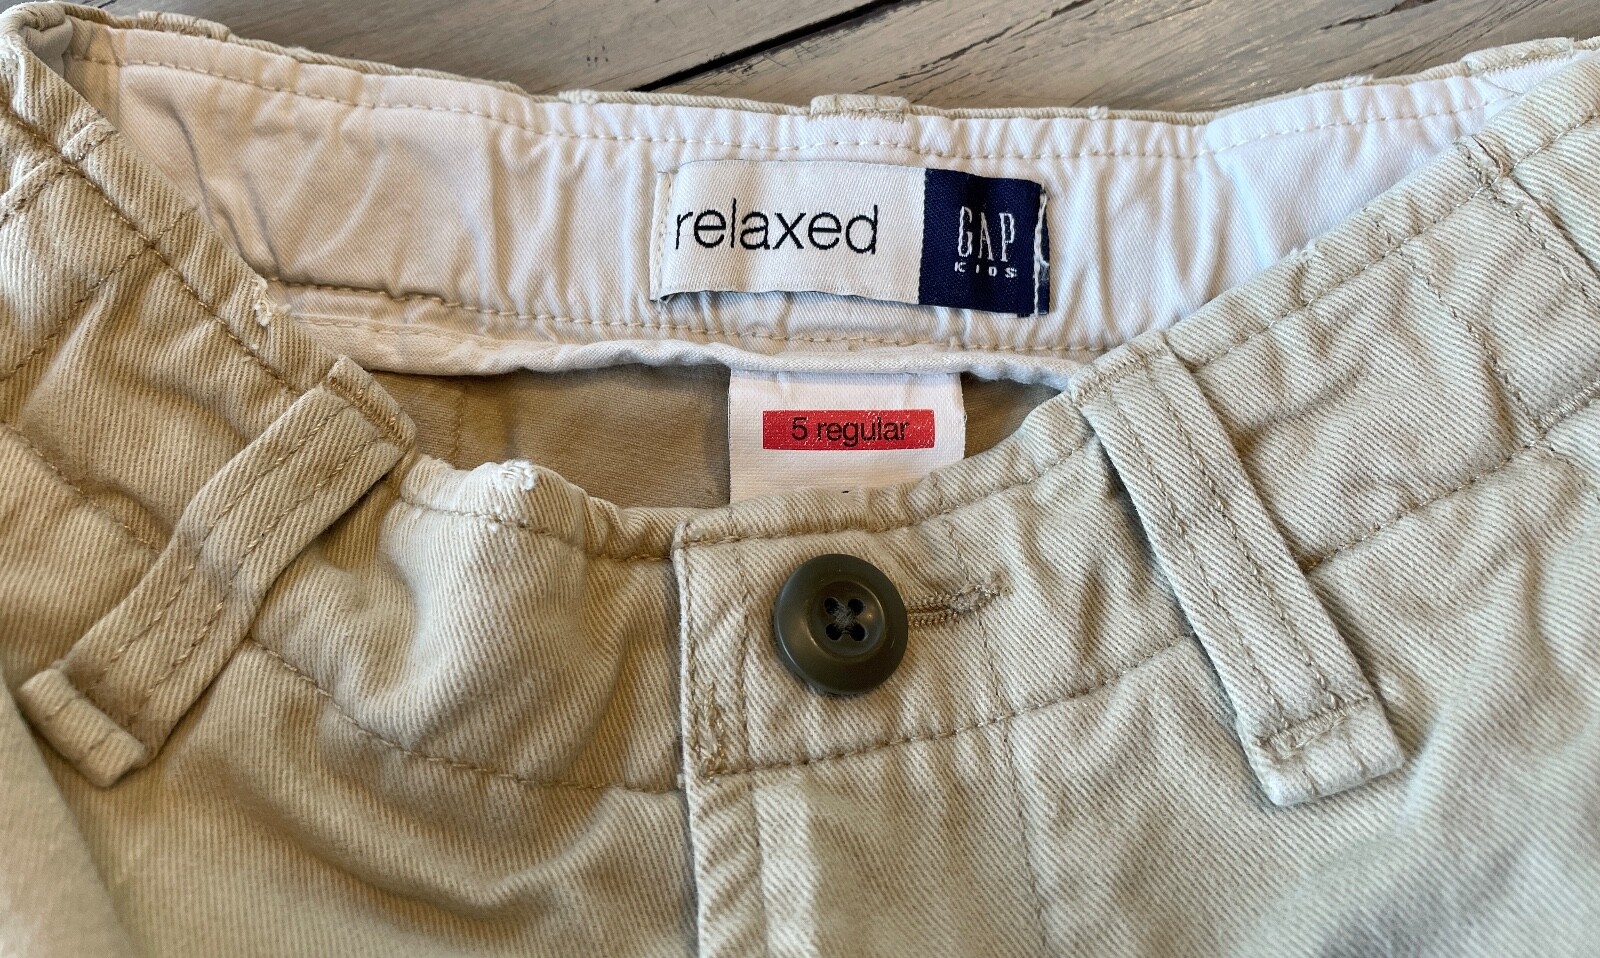 relaxed
GAP
KIDS
5 regular